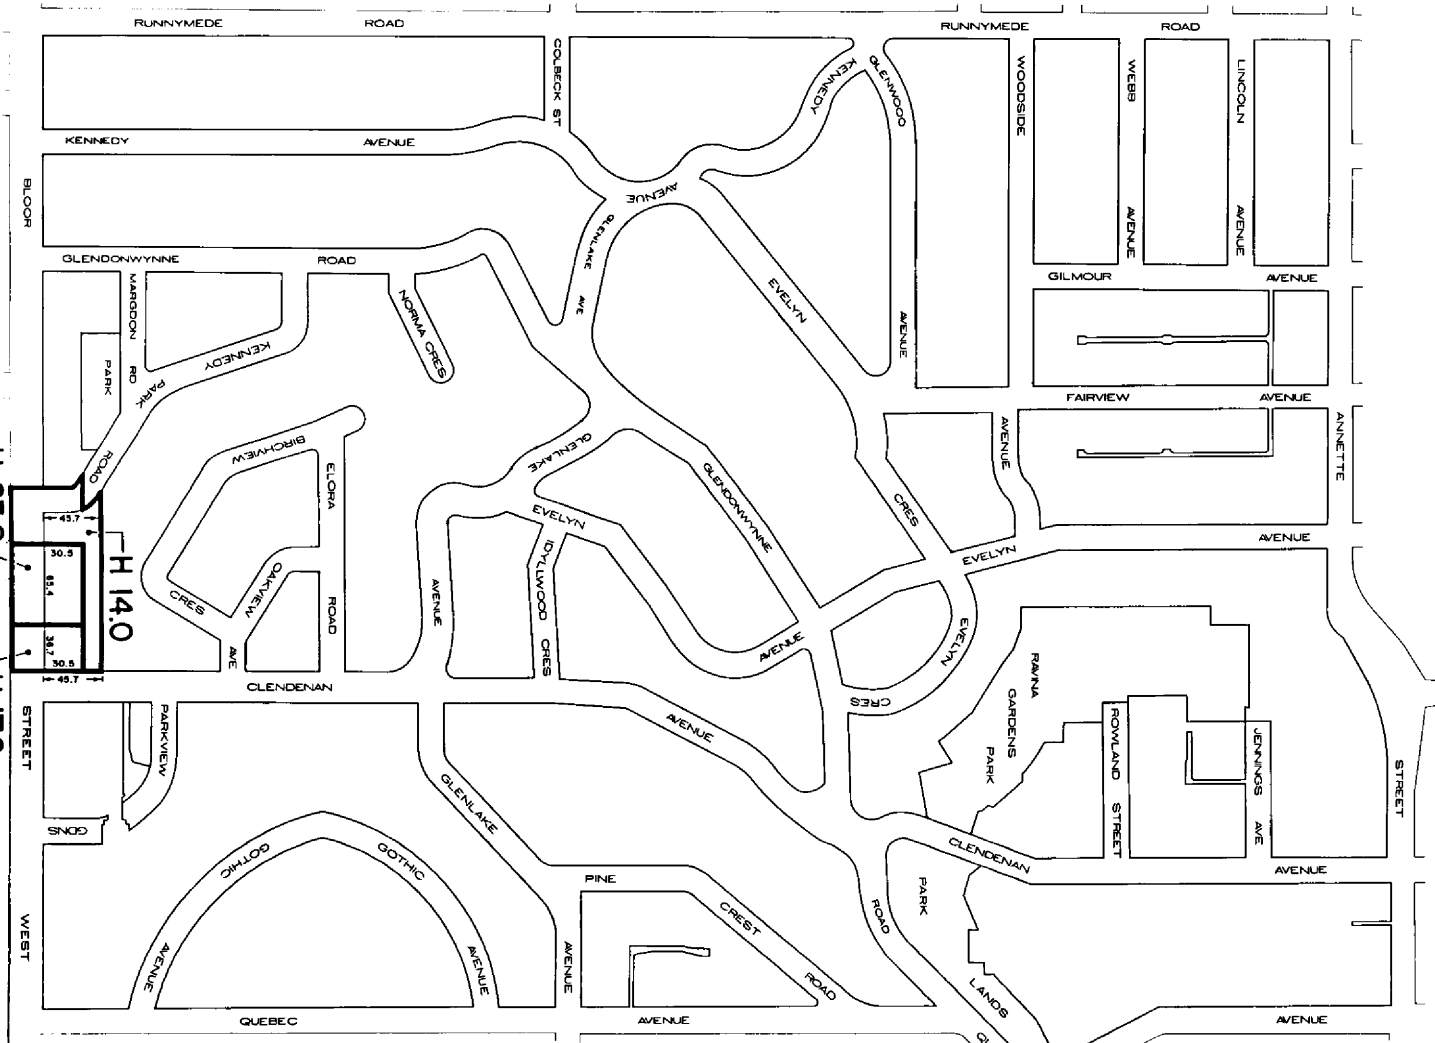 RUNNYMEDE ROAD RUNNYMEDE ROAD
COLBECK ST
KENNEDY
GLENWOOD
WOODSIDE
WEBB
LINCOLN
KENNEDY AVENUE
AVENUE
AVENUE
AVENUE
BLOOR
GLENLAKE
AVE
GLENDONWYNNE ROAD
EVELYN
GILMOUR AVENUE
MARGDON RD
NORMA CRES
AVENUE
KENNEDY
PARK
PARK
ROAD
FAIRVIEW AVENUE
AVENUE
ANNETTE
BIRCHVIEW
ELORA
GLENLAKE
GLENDONWYNNE
CRES
EVELYN
45.7
30.5
65.4
36.7
30.5
45.7
H 14.0
EVELYN AVENUE
IDYLLWOOD CRES
OAKVIEW
CRES
AVE
ROAD
AVENUE
AVENUE
EVELYN
CRES
CLENDENAN
AVENUE
RAVINA
GARDENS
PARK
STREET
PARKVIEW
GDNS
ROWLAND STREET
JENNINGS AVE
STREET
GLENLAKE
GOTHIC
GOTHIC
CLENDENAN AVENUE
PINE
CREST
ROAD
PARK
ROAD
LANDS
WEST
AVENUE
AVENUE
AVENUE
QUEBEC AVENUE AVENUE